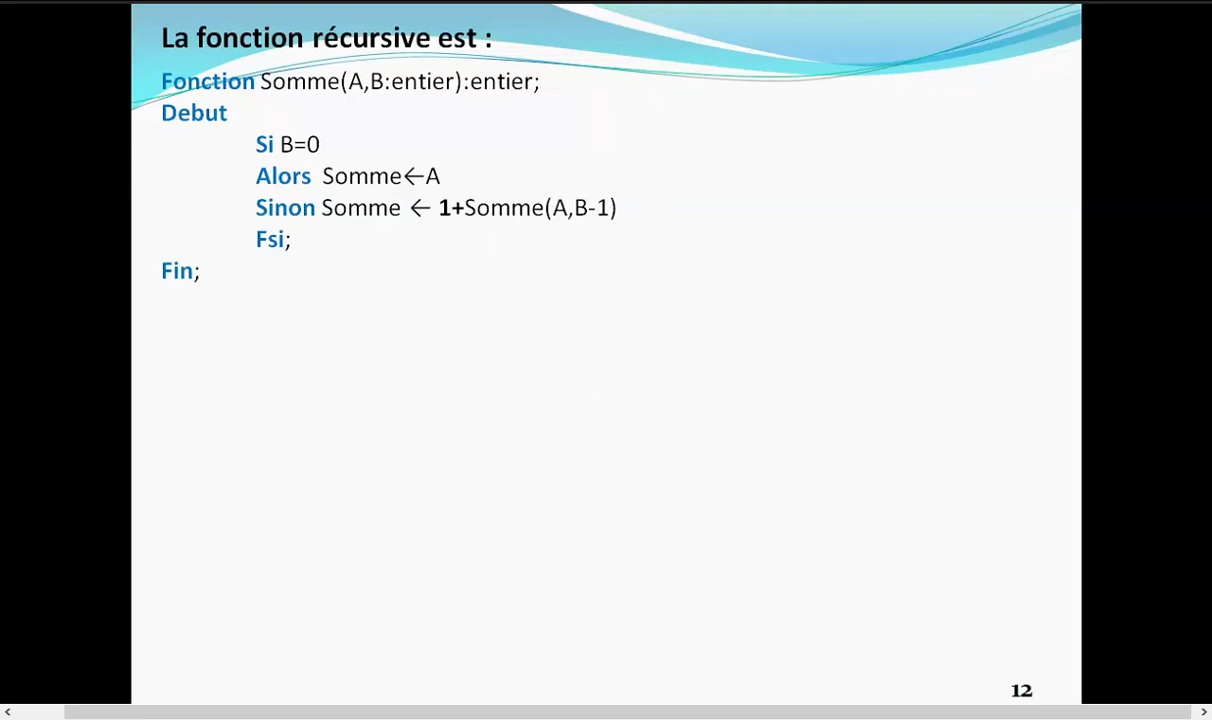 La fonction récursive est :
Fonction Somme(A,B:entier):entier;
Debut
Si B=0
Alors Somme←A
Sinon Somme ← 1+Somme(A,B-1)
Fsi;
Fin;
12